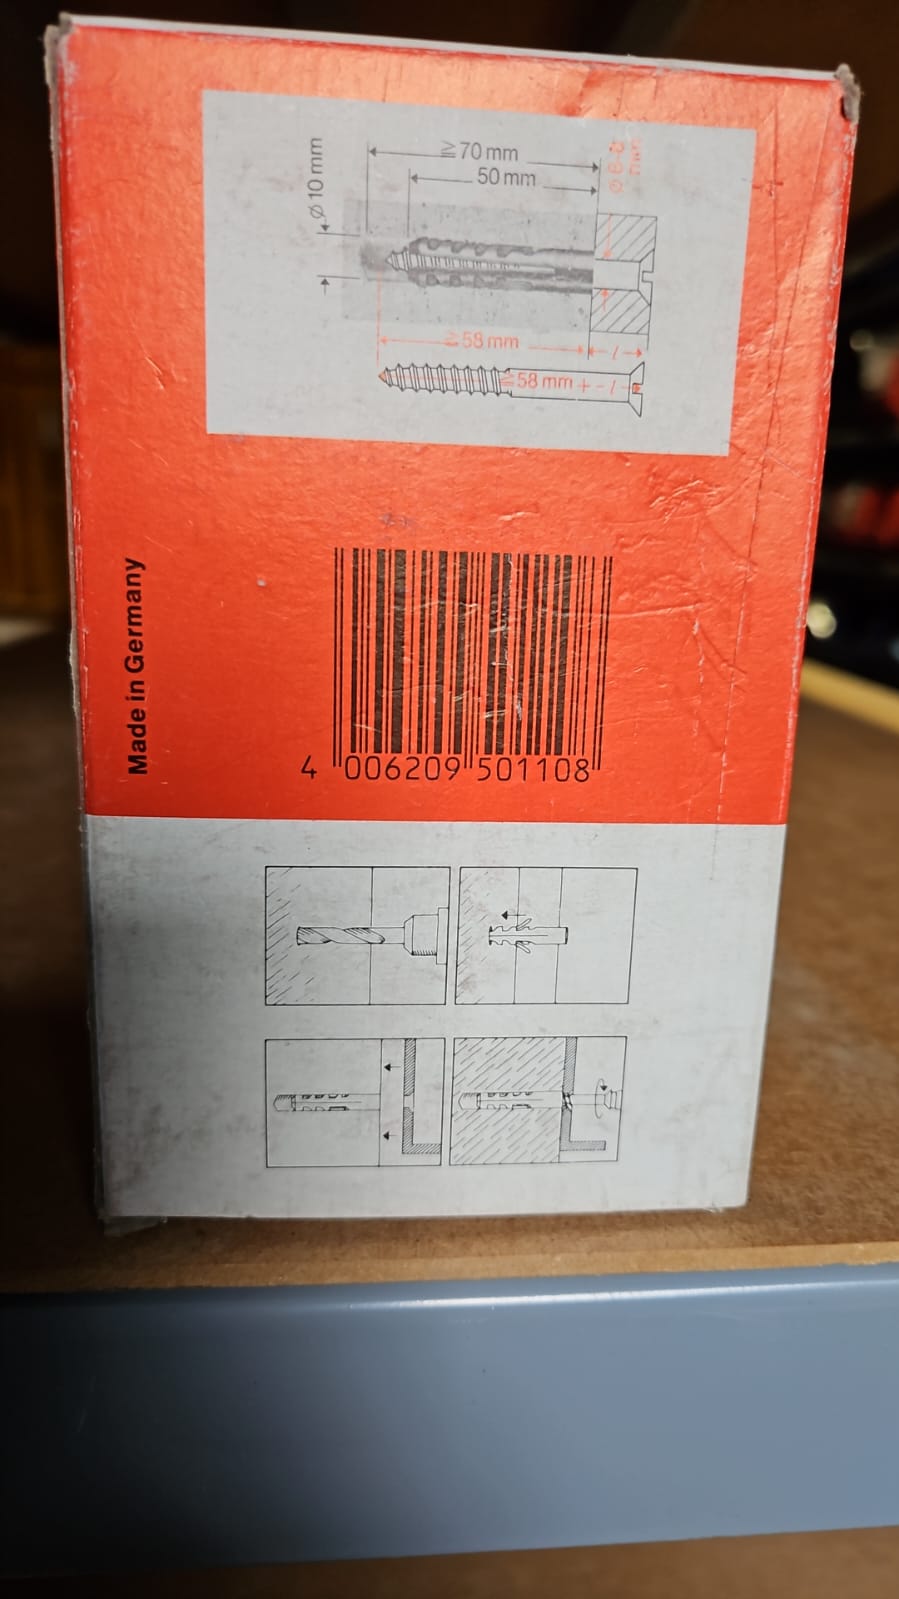 ≧70 mm
50 mm
Ø 10 mm
≧58 mm
l
≧58 mm + l
Made in Germany
4 006209 501108